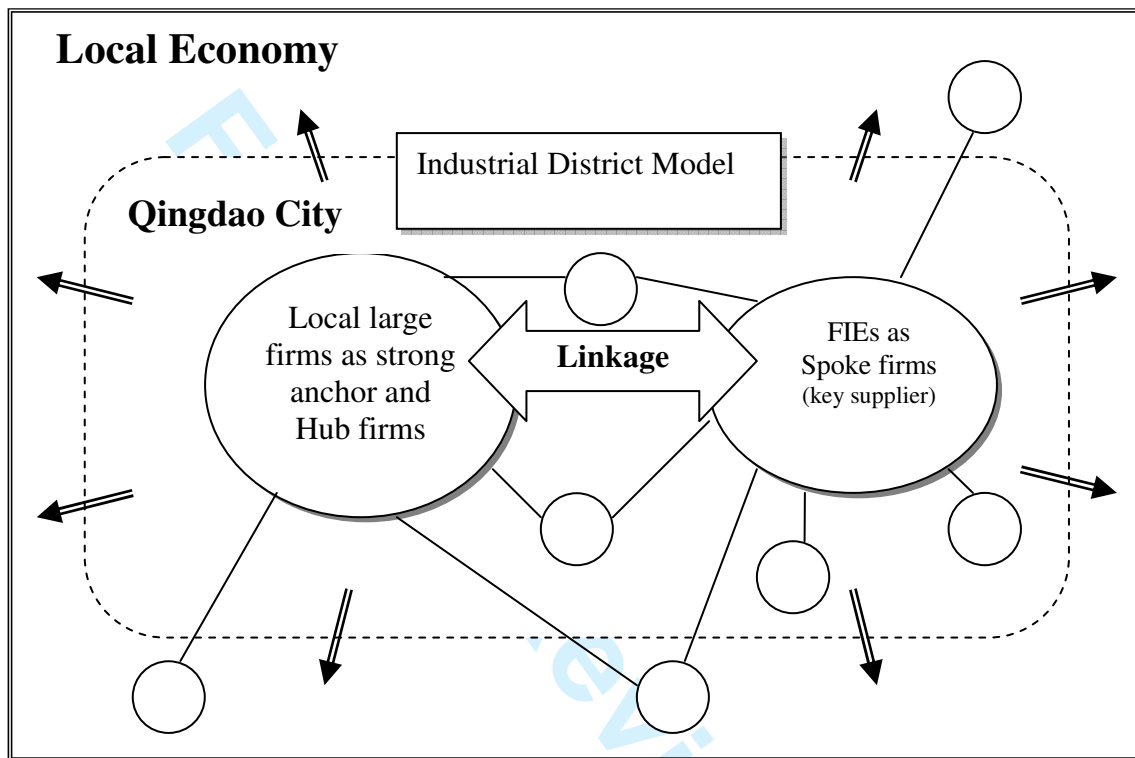 Local Economy
Industrial District Model
Qingdao City
Local large
firms as strong
anchor and
Hub firms
Linkage
FIEs as
Spoke firms
(key supplier)